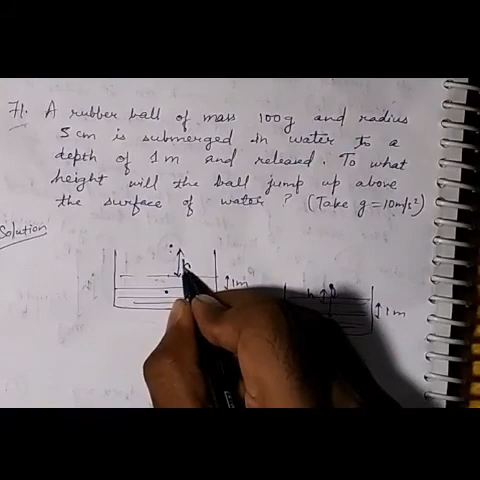 71. A rubber ball of mass 100g and radius
5 cm is submerged in water to a
depth of 1 m and released. To what
height will the ball jump up above
the surface of water? (Take g = 10m/s²)
Solution
h
1m
h
1m